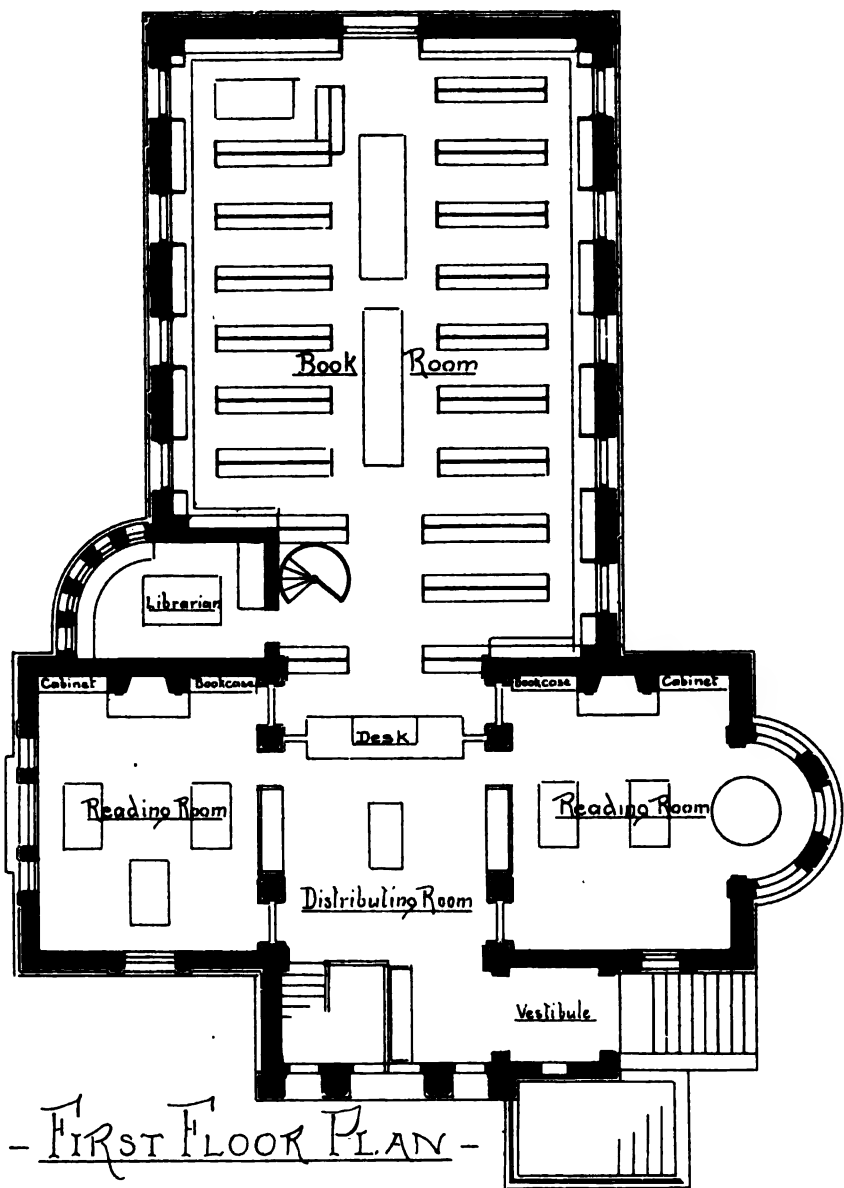 Book Room
Librarian
Cabinet Bookcase
Bookcase Cabinet
Desk
Reading Room
Reading Room
Distributing Room
Vestibule
- FIRST FLOOR PLAN -